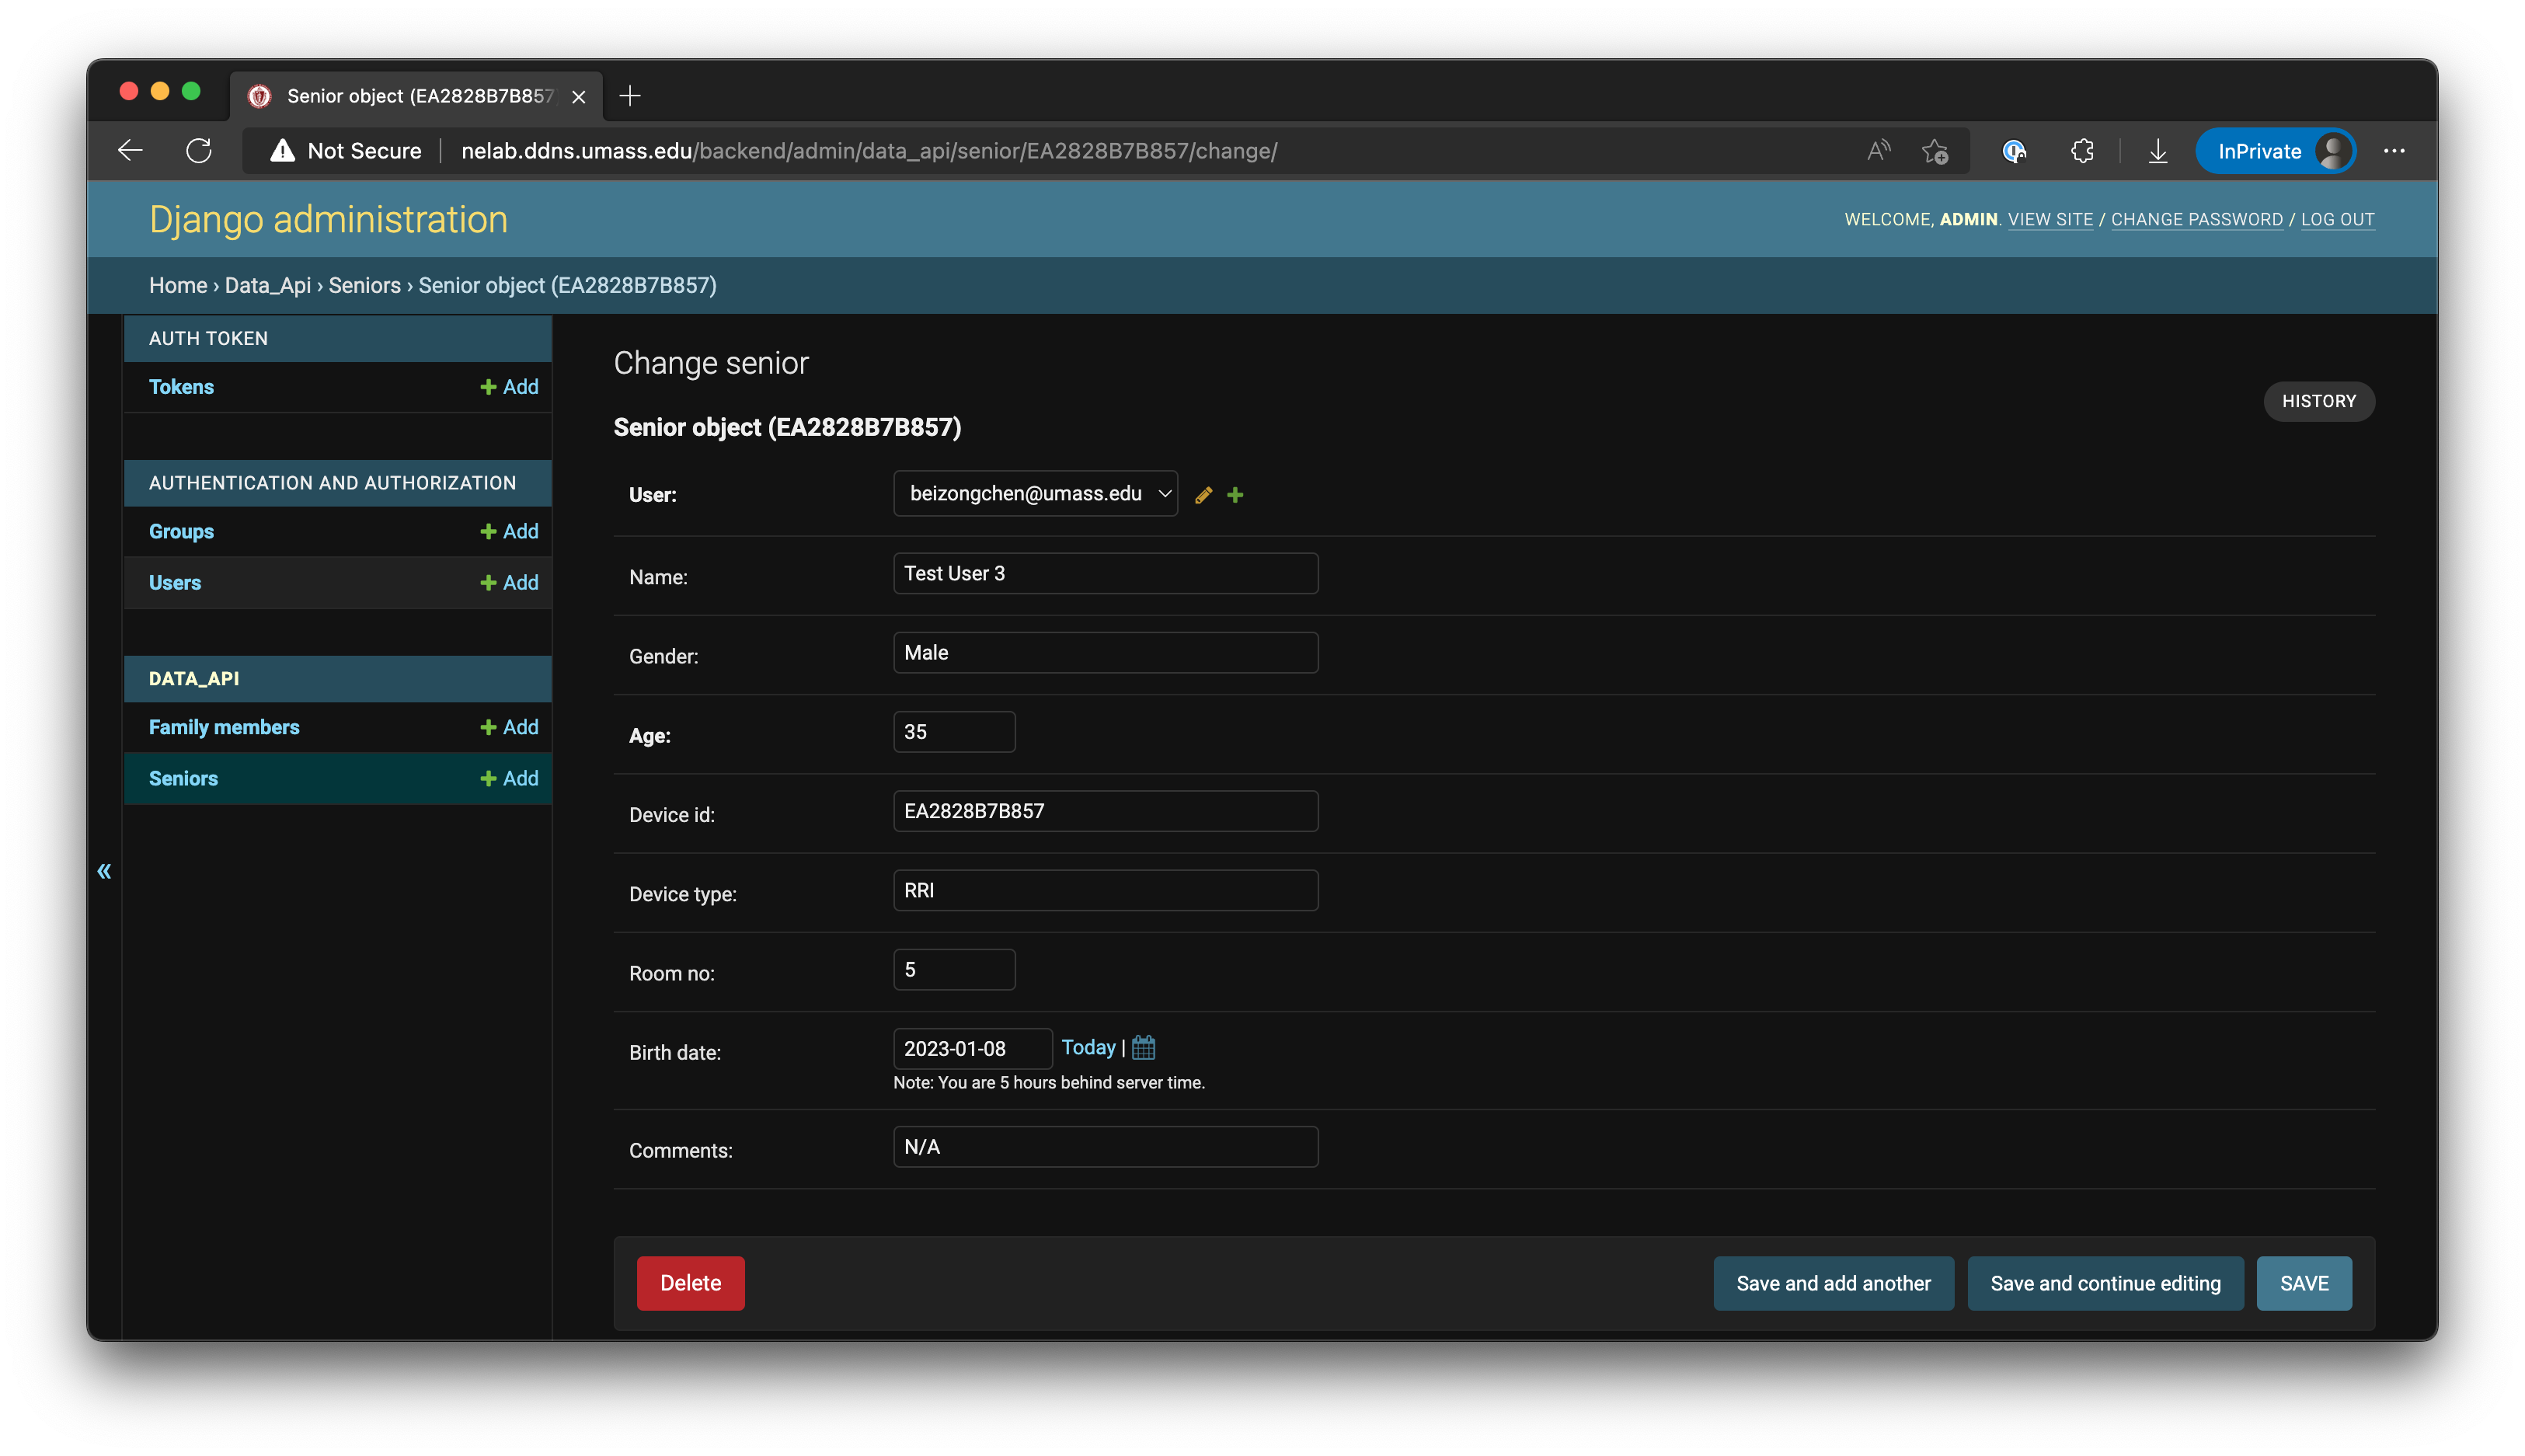 Senior object (EA2828B7B857
Not Secure nelab.ddns.umass.edu/backend/admin/data_api/senior/EA2828B7B857/change/ InPrivate
Django administration
WELCOME, ADMIN. VIEW SITE / CHANGE PASSWORD / LOG OUT
Home › Data_Api › Seniors › Senior object (EA2828B7B857)
AUTH TOKEN
Tokens Add
AUTHENTICATION AND AUTHORIZATION
Groups Add
Users Add
DATA_API
Family members Add
Seniors Add
«
Change senior
HISTORY
Senior object (EA2828B7B857)
User: beizongchen@umass.edu
Name: Test User 3
Gender: Male
Age: 35
Device id: EA2828B7B857
Device type: RRI
Room no: 5
Birth date: 2023-01-08 Today |
Note: You are 5 hours behind server time.
Comments: N/A
Delete Save and add another Save and continue editing SAVE